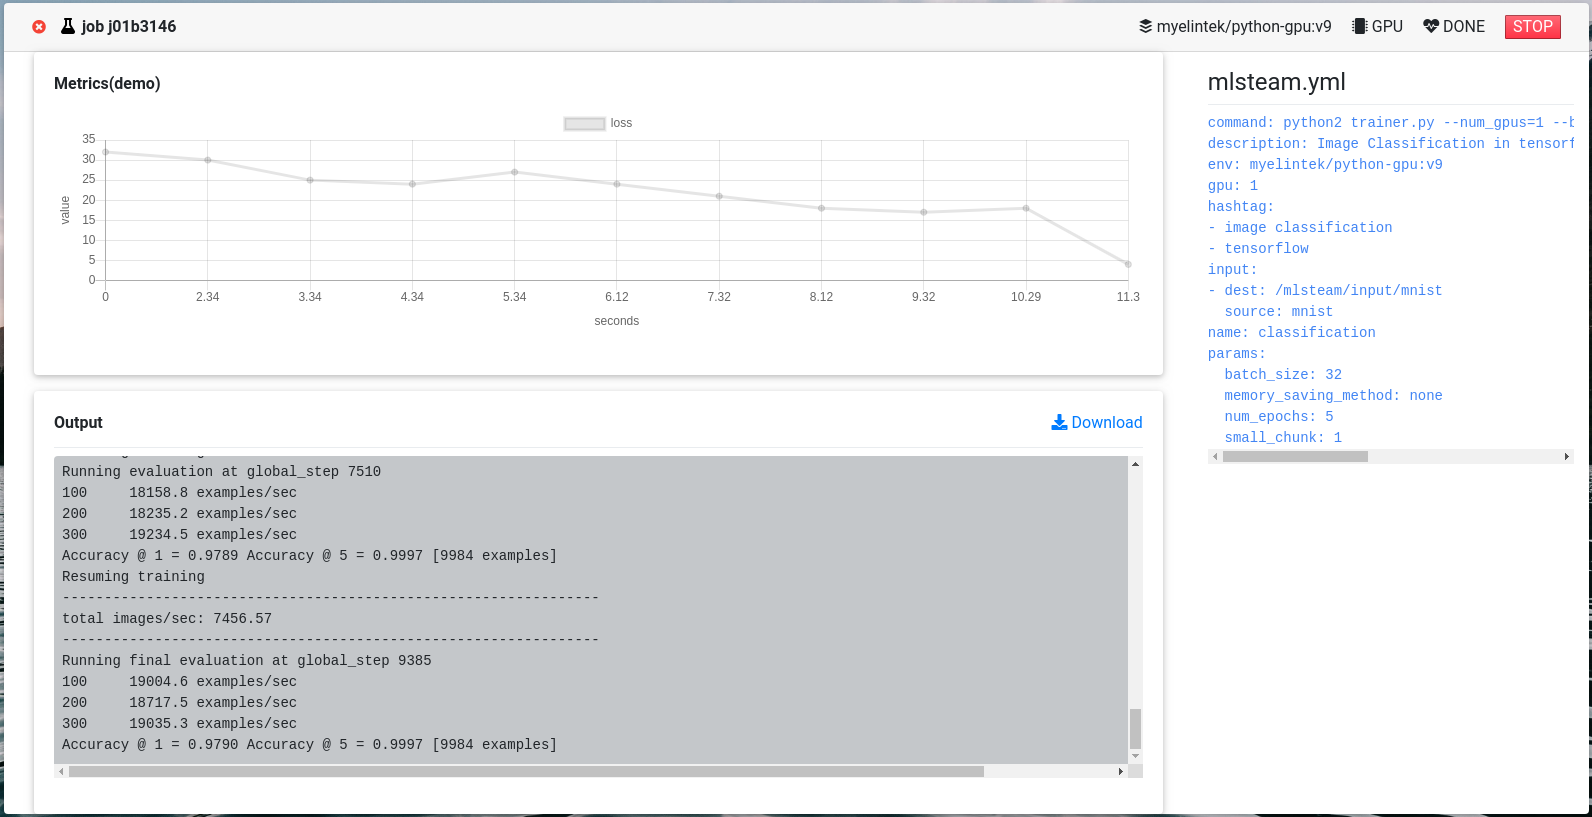 job j01b3146
myelintek/python-gpu:v9 GPU DONE STOP
Metrics(demo)
loss
35
30
25
20
15
10
5
0
value
0 2.34 3.34 4.34 5.34 6.12 7.32 8.12 9.32 10.29 11.3
seconds
Output
Download
Running evaluation at global_step 7510
100 18158.8 examples/sec
200 18235.2 examples/sec
300 19234.5 examples/sec
Accuracy @ 1 = 0.9789 Accuracy @ 5 = 0.9997 [9984 examples]
Resuming training
----------------------------------------------------------------
total images/sec: 7456.57
----------------------------------------------------------------
Running final evaluation at global_step 9385
100 19004.6 examples/sec
200 18717.5 examples/sec
300 19035.3 examples/sec
Accuracy @ 1 = 0.9790 Accuracy @ 5 = 0.9997 [9984 examples]
mlsteam.yml
command: python2 trainer.py --num_gpus=1
description: Image Classification in
env: myelintek/python-gpu:v9
gpu: 1
hashtag:
- image classification
- tensorflow
input:
- dest: /mlsteam/input/mnist
source: mnist
name: classification
params:
batch_size: 32
memory_saving_method: none
num_epochs: 5
small_chunk: 1